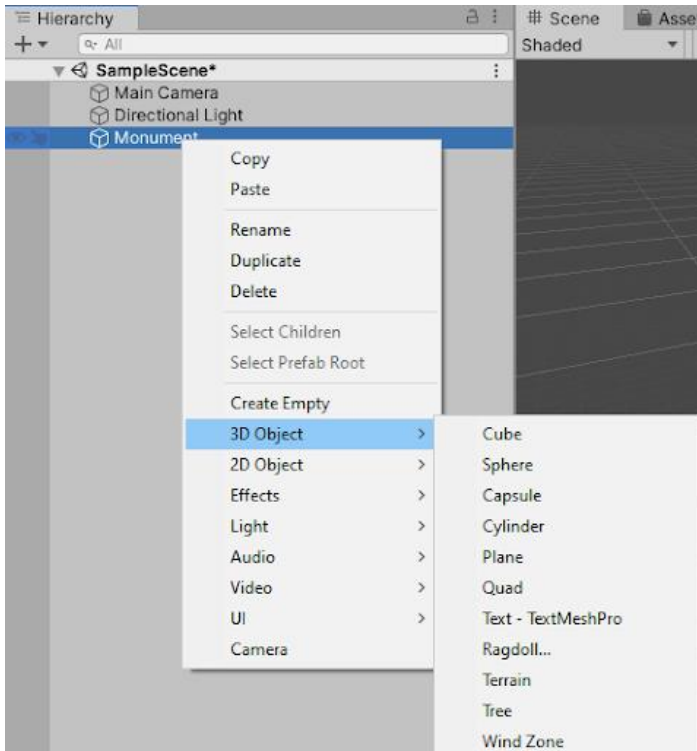 Hierarchy
Scene
Asse
All
Shaded
SampleScene*
Main Camera
Directional Light
Monument
Copy
Paste
Rename
Duplicate
Delete
Select Children
Select Prefab Root
Create Empty
3D Object
2D Object
Effects
Light
Audio
Video
UI
Camera
Cube
Sphere
Capsule
Cylinder
Plane
Quad
Text - TextMeshPro
Ragdoll...
Terrain
Tree
Wind Zone